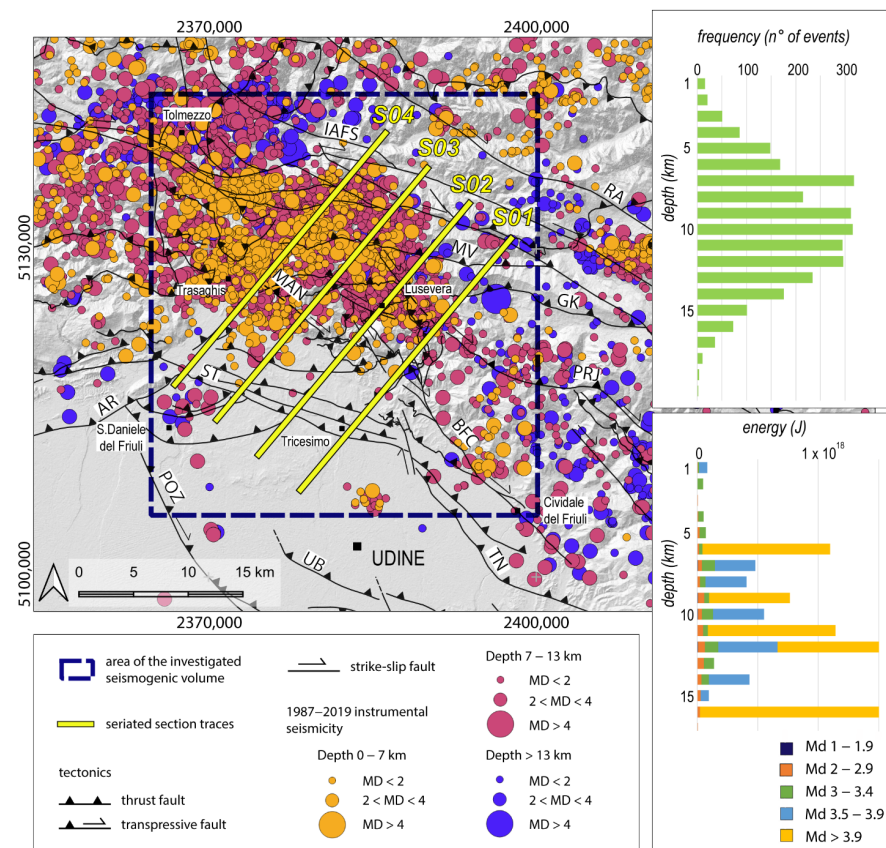 2370,000
2400,000
5130,000
5100,000
Tolmezzo
IAFS
S04
S03
S02
S01
RA
MV
GK
Trasaghis
MAN
Lusevera
PRI
ST
AR
S.Daniele
del Friuli
Tricesimo
BFC
POZ
Cividale
del Friuli
UDINE
UB
TN
0 5 10 15 km
2370,000
2400,000
area of the investigated
seismogenic volume
seriated section traces
tectonics
thrust fault
transpressive fault
strike-slip fault
1987–2019 instrumental
seismicity
Depth 0 – 7 km
MD < 2
2 < MD < 4
MD > 4
Depth 7 – 13 km
MD < 2
2 < MD < 4
MD > 4
Depth > 13 km
MD < 2
2 < MD < 4
MD > 4
frequency (n° of events)
0 100 200 300
1
5
10
15
depth (km)
energy (J)
0 1 x 10¹⁸
1
5
10
15
depth (km)
Md 1 – 1.9
Md 2 – 2.9
Md 3 – 3.4
Md 3.5 – 3.9
Md > 3.9